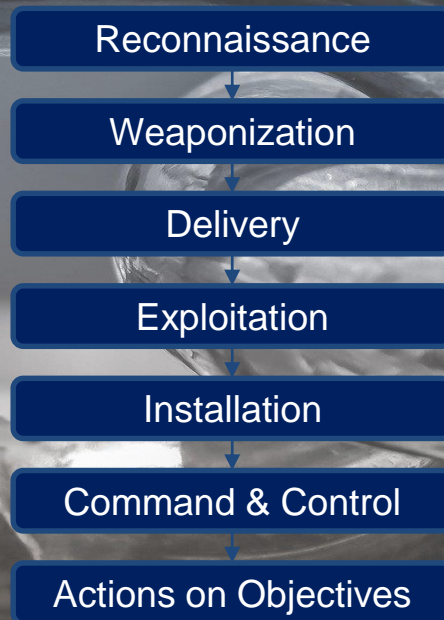 Reconnaissance
Weaponization
Delivery
Exploitation
Installation
Command & Control
Actions on Objectives